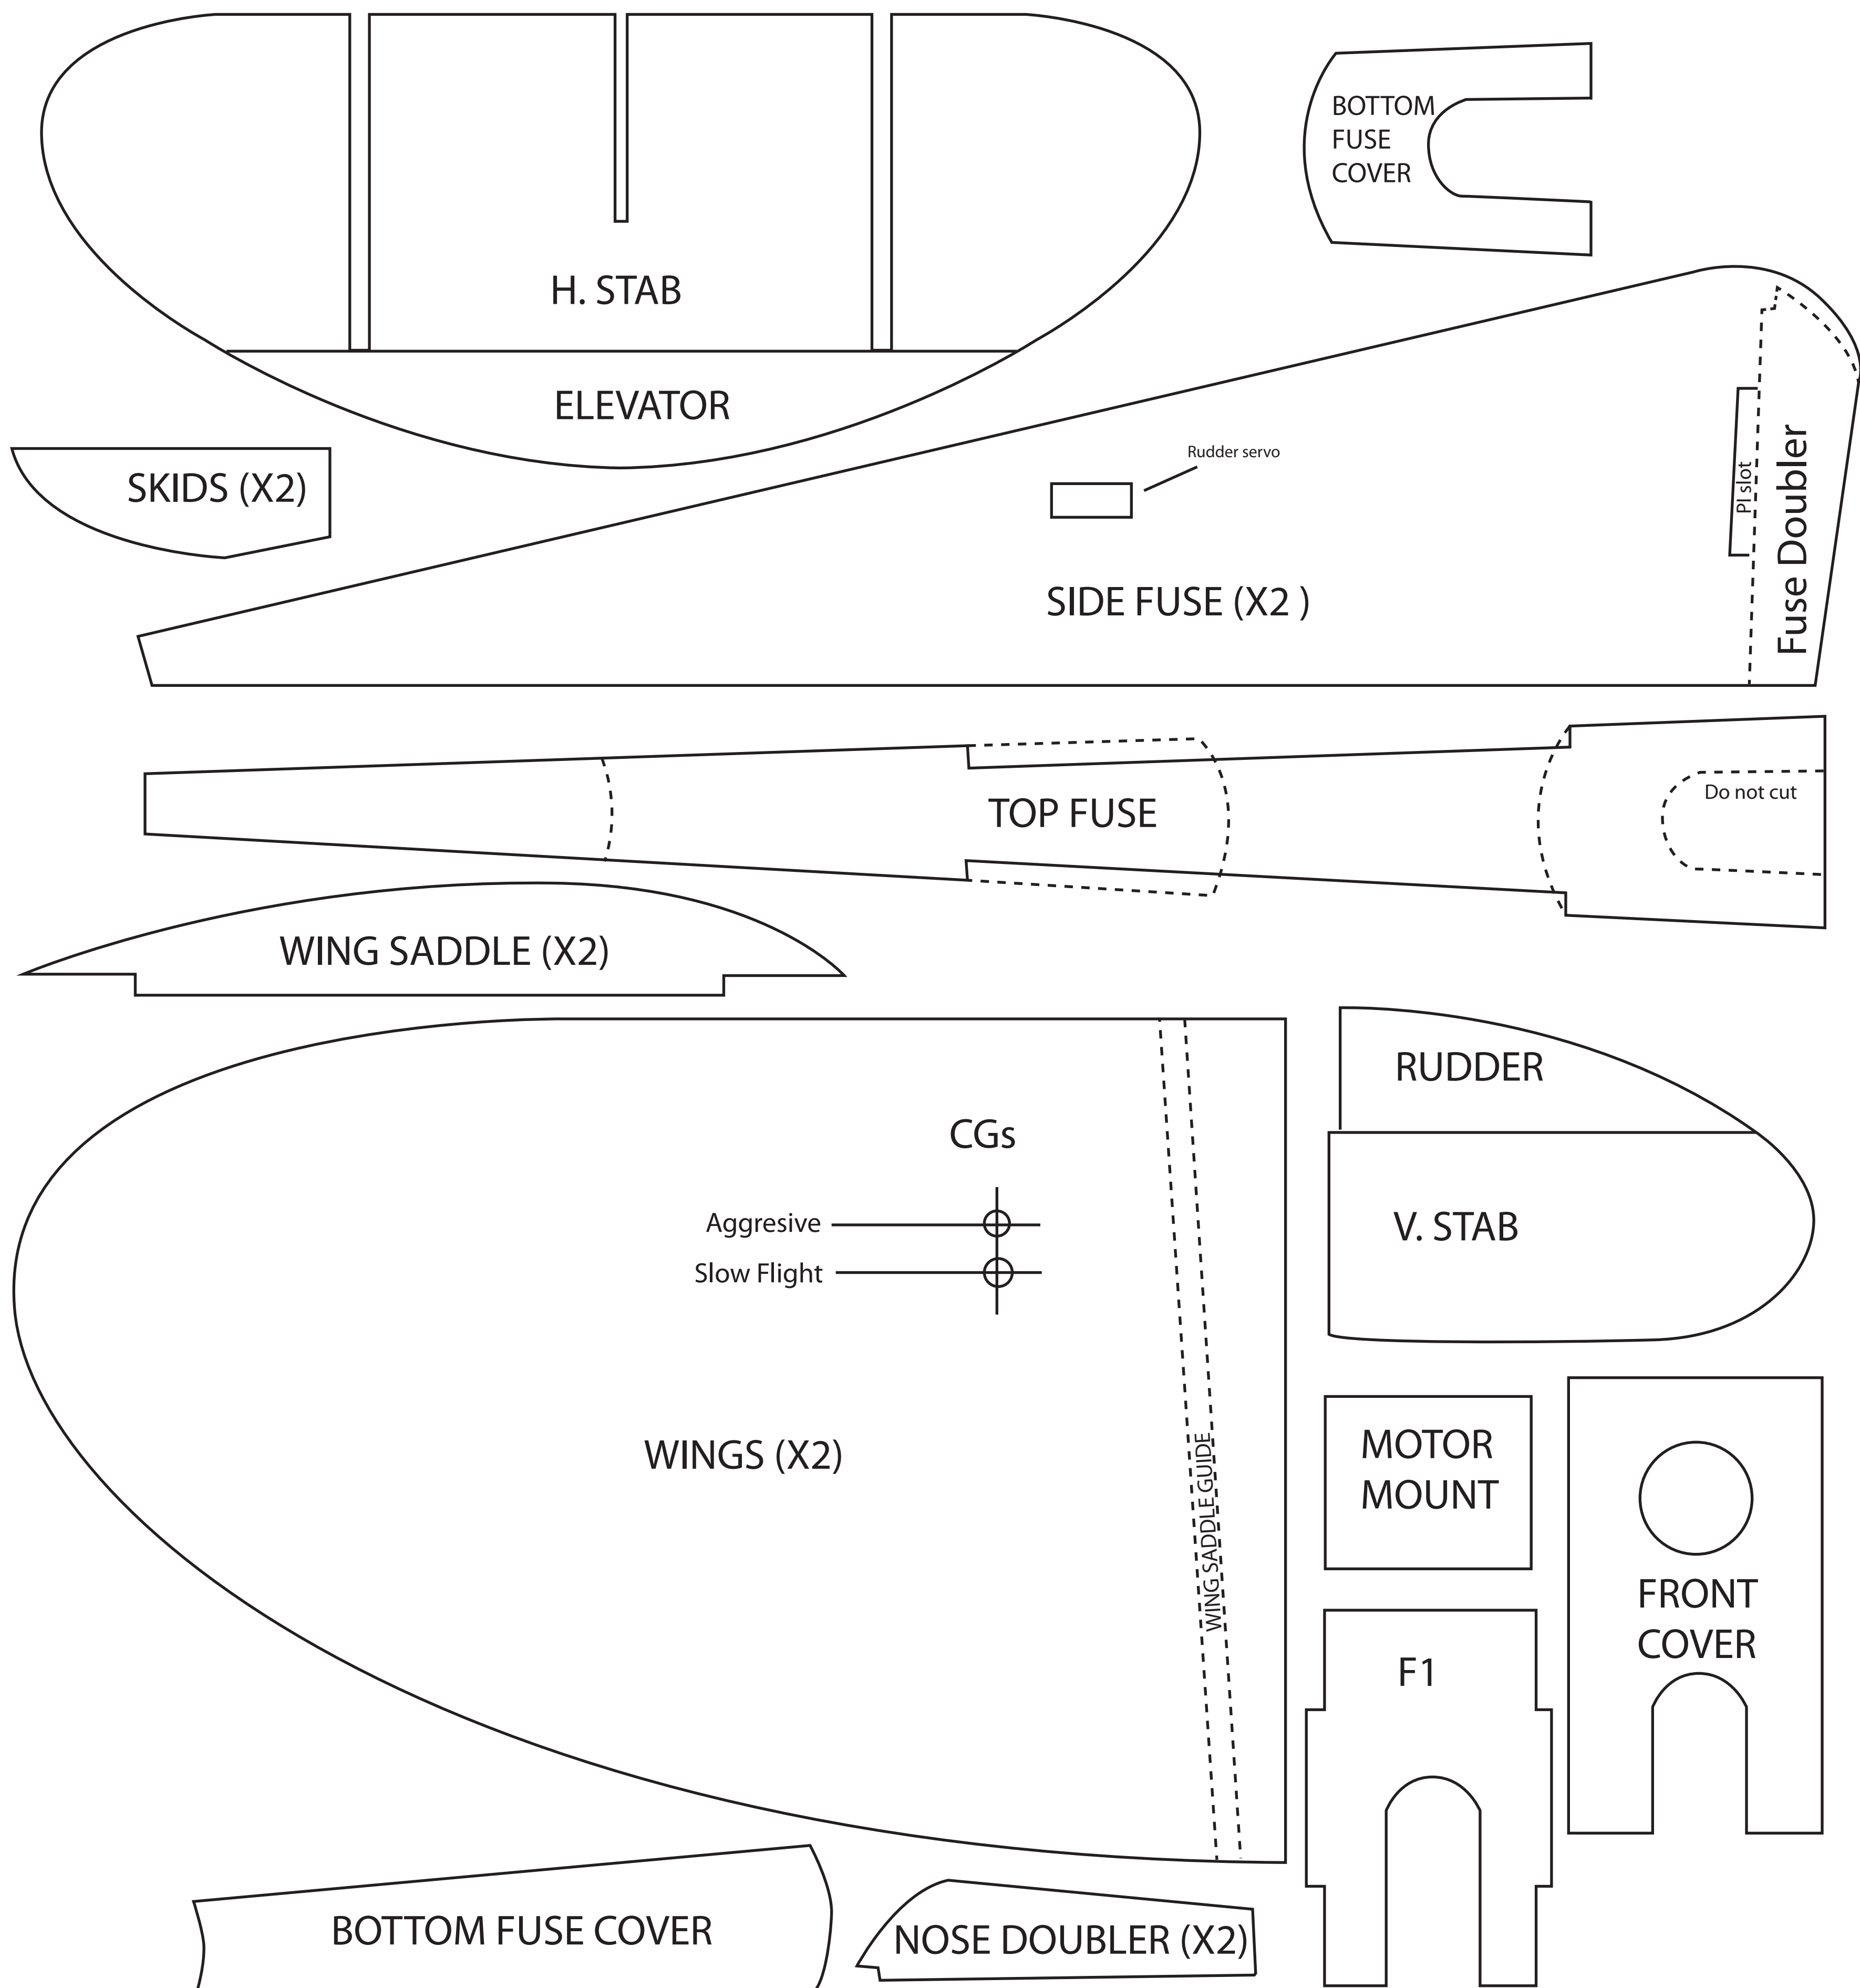 BOTTOM
FUSE
COVER
H. STAB
ELEVATOR
Rudder servo
SKIDS (X2)
PI slot
Fuse Doubler
SIDE FUSE (X2 )
Do not cut
TOP FUSE
WING SADDLE (X2)
RUDDER
CGs
Aggresive
V. STAB
Slow Flight
WINGS (X2)
WING SADDLE GUIDE
MOTOR
MOUNT
FRONT
COVER
F1
BOTTOM FUSE COVER
NOSE DOUBLER (X2)